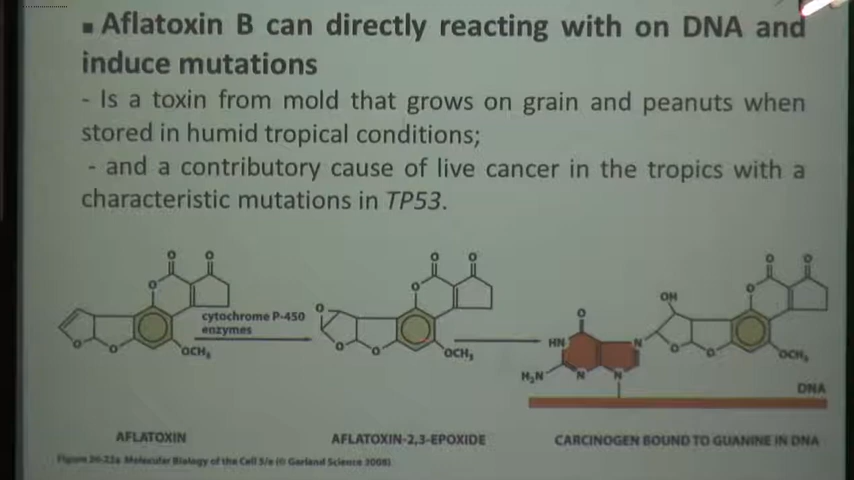 ▪ Aflatoxin B can directly reacting with on DNA and
induce mutations
- Is a toxin from mold that grows on grain and peanuts when
stored in humid tropical conditions;
- and a contributory cause of live cancer in the tropics with a
characteristic mutations in TP53.
O O O O O O
O O O
cytochrome P-450
enzymes
O OH O
O O OCH₃
O O OCH₃
HN N
O O OCH₃
H₂N N N
DNA
AFLATOXIN AFLATOXIN-2,3-EPOXIDE CARCINOGEN BOUND TO GUANINE IN DNA
Figure 20-22a Molecular Biology of the Cell 5/e (© Garland Science 2008)